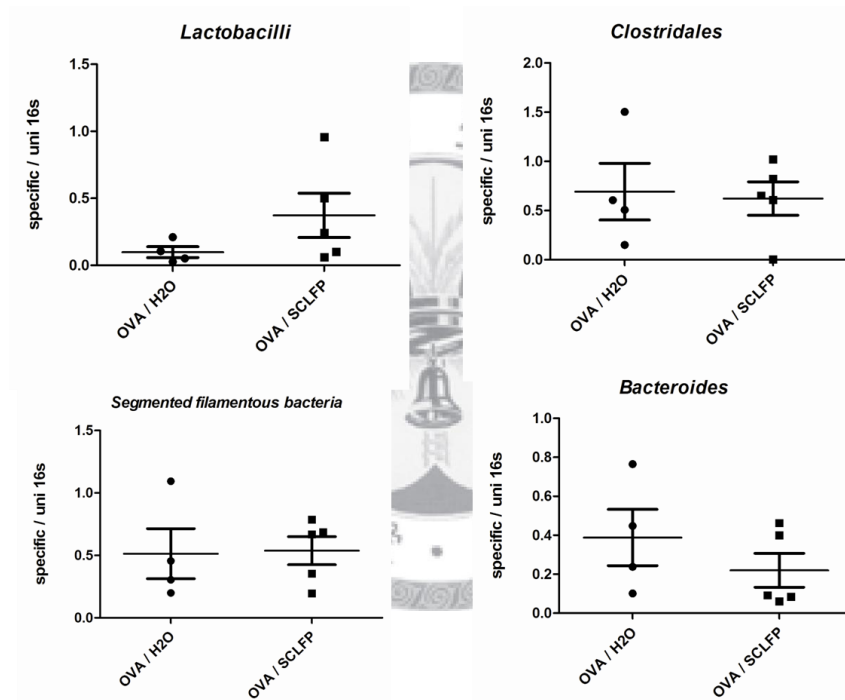 Lactobacilli
specific / uni 16s
1.5
1.0
0.5
0.0
OVA / H2O
OVA / SCLFP
Clostridales
specific / uni 16s
2.0
1.5
1.0
0.5
0.0
OVA / H2O
OVA / SCLFP
Segmented filamentous bacteria
specific / uni 16s
1.5
1.0
0.5
0.0
OVA / H2O
OVA / SCLFP
Bacteroides
specific / uni 16s
1.0
0.8
0.6
0.4
0.2
0.0
OVA / H2O
OVA / SCLFP